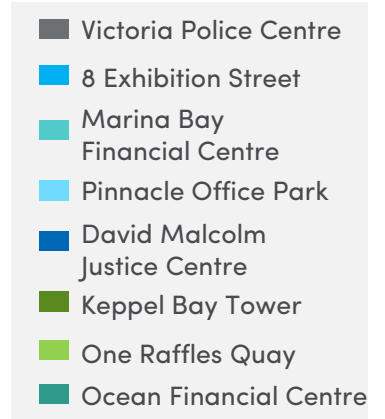 Victoria Police Centre
8 Exhibition Street
Marina Bay
Financial Centre
Pinnacle Office Park
David Malcolm
Justice Centre
Keppel Bay Tower
One Raffles Quay
Ocean Financial Centre